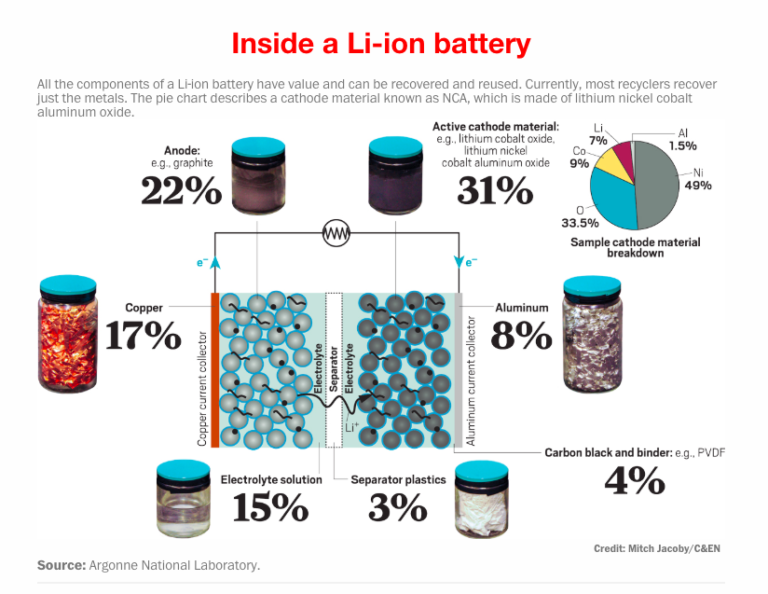 Inside a Li-ion battery
All the components of a Li-ion battery have value and can be recovered and reused. Currently, most recyclers recover
just the metals. The pie chart describes a cathode material known as NCA, which is made of lithium nickel cobalt
aluminum oxide.
Anode:
e.g., graphite
22%
Active cathode material:
e.g., lithium cobalt oxide,
lithium nickel
cobalt aluminum oxide
31%
Li
7%
Al
1.5%
Co
9%
Ni
49%
O
33.5%
Sample cathode material
breakdown
e⁻
e⁻
Copper
17%
Aluminum
8%
Copper current collector
Electrolyte
Separator
Electrolyte
Aluminum current collector
Li⁺
Carbon black and binder: e.g., PVDF
4%
Electrolyte solution
15%
Separator plastics
3%
Credit: Mitch Jacoby/C&EN
Source: Argonne National Laboratory.